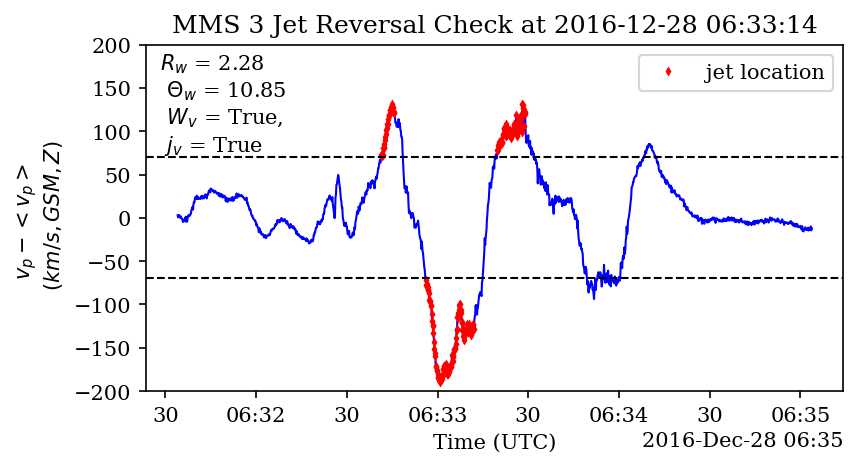 MMS 3 Jet Reversal Check at 2016-12-28 06:33:14
R_w = 2.28
Θ_w = 10.85
W_v = True,
j_v = True
jet location
v_p − <v_p>
(km/s, GSM, Z)
200
150
100
50
0
−50
−100
−150
−200
30 06:32 30 06:33 30 06:34 30 06:35
Time (UTC)
2016-Dec-28 06:35